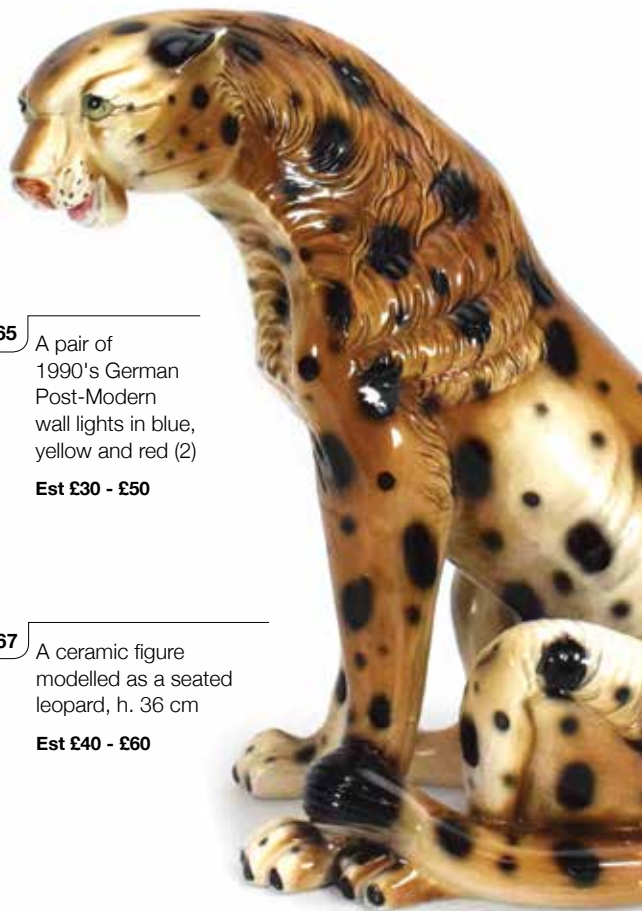 65
A pair of
1990's German
Post-Modern
wall lights in blue,
yellow and red (2)
Est £30 - £50
67
A ceramic figure
modelled as a seated
leopard, h. 36 cm
Est £40 - £60